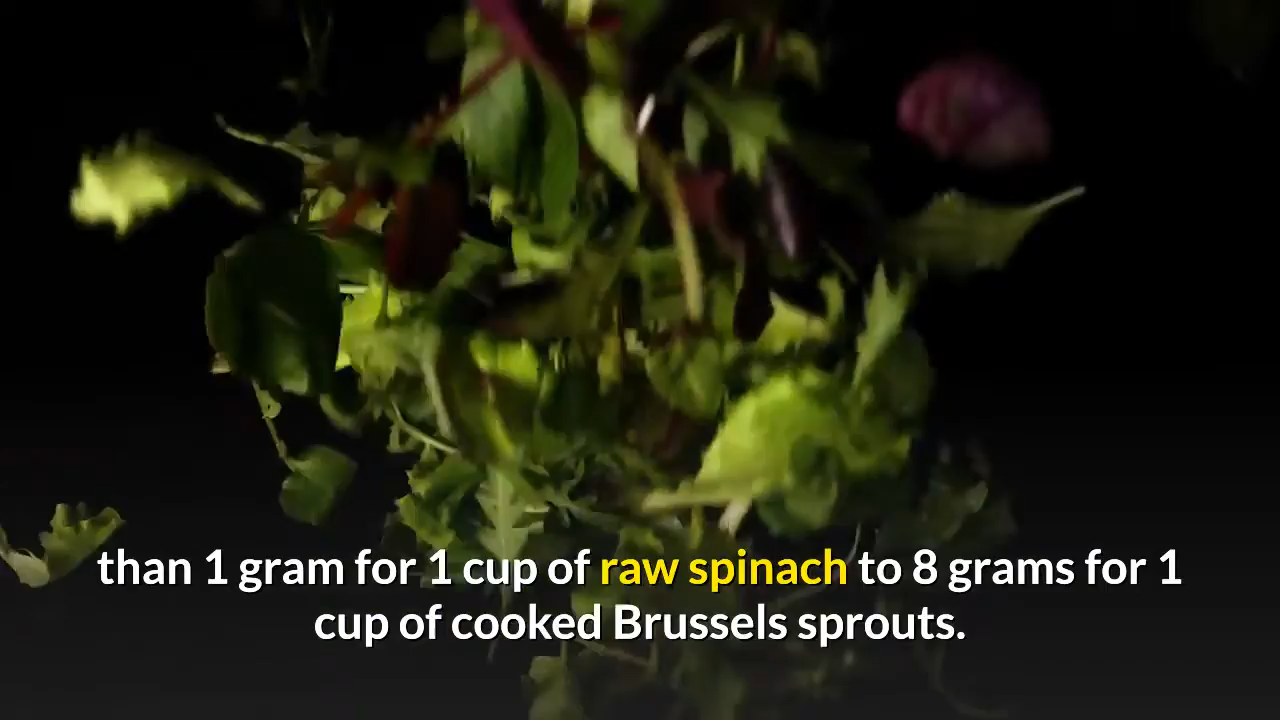 than 1 gram for 1 cup of raw spinach to 8 grams for 1
cup of cooked Brussels sprouts.